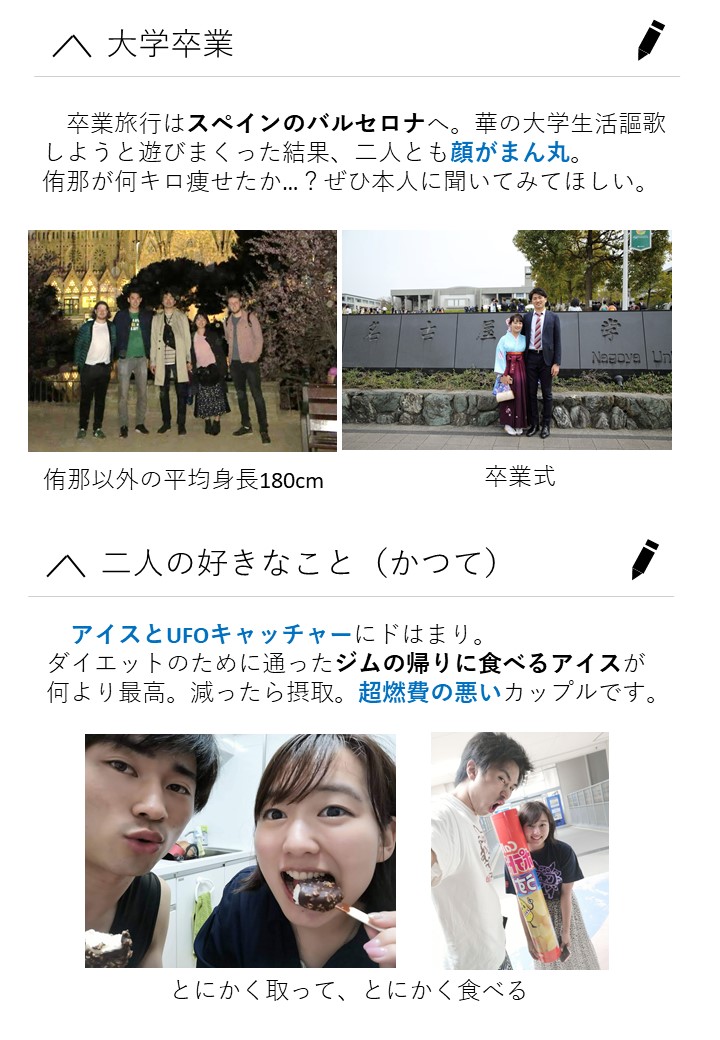 大学卒業
卒業旅行はスペインのバルセロナへ。華の大学生活謳歌
しようと遊びまくった結果、二人とも顔がまん丸。
侑那が何キロ痩せたか…？ぜひ本人に聞いてみてほしい。
名古屋 学
Nagoya Uni
侑那以外の平均身長180cm
卒業式
二人の好きなこと（かつて）
アイスとUFOキャッチャーにドはまり。
ダイエットのために通ったジムの帰りに食べるアイスが
何より最高。減ったら摂取。超燃費の悪いカップルです。
とにかく取って、とにかく食べる